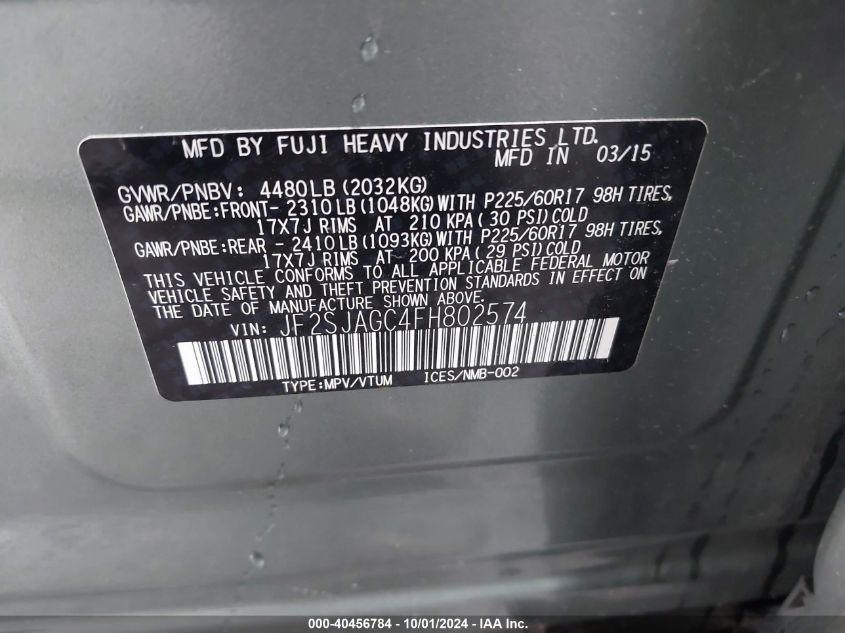 MFD BY FUJI HEAVY INDUSTRIES LTD.
MFD IN 03/15
GVWR/PNBV: 4480LB (2032KG)
GAWR/PNBE:FRONT- 2310LB (1048KG) WITH P225/60R17 98H TIRES,
17X7J RIMS AT 210 KPA (30 PSI) COLD
GAWR/PNBE:REAR - 2410LB (1093KG) WITH P225/60R17 98H TIRES,
17X7J RIMS AT 200 KPA (29 PSI) COLD
THIS VEHICLE CONFORMS TO ALL APPLICABLE FEDERAL MOTOR
VEHICLE SAFETY AND THEFT PREVENTION STANDARDS IN EFFECT ON
THE DATE OF MANUFACTURE SHOWN ABOVE.
VIN: JF2SJAGC4FH802574
TYPE:MPV/VTUM ICES/NMB-002
000-40456784 - 10/01/2024 - IAA Inc.